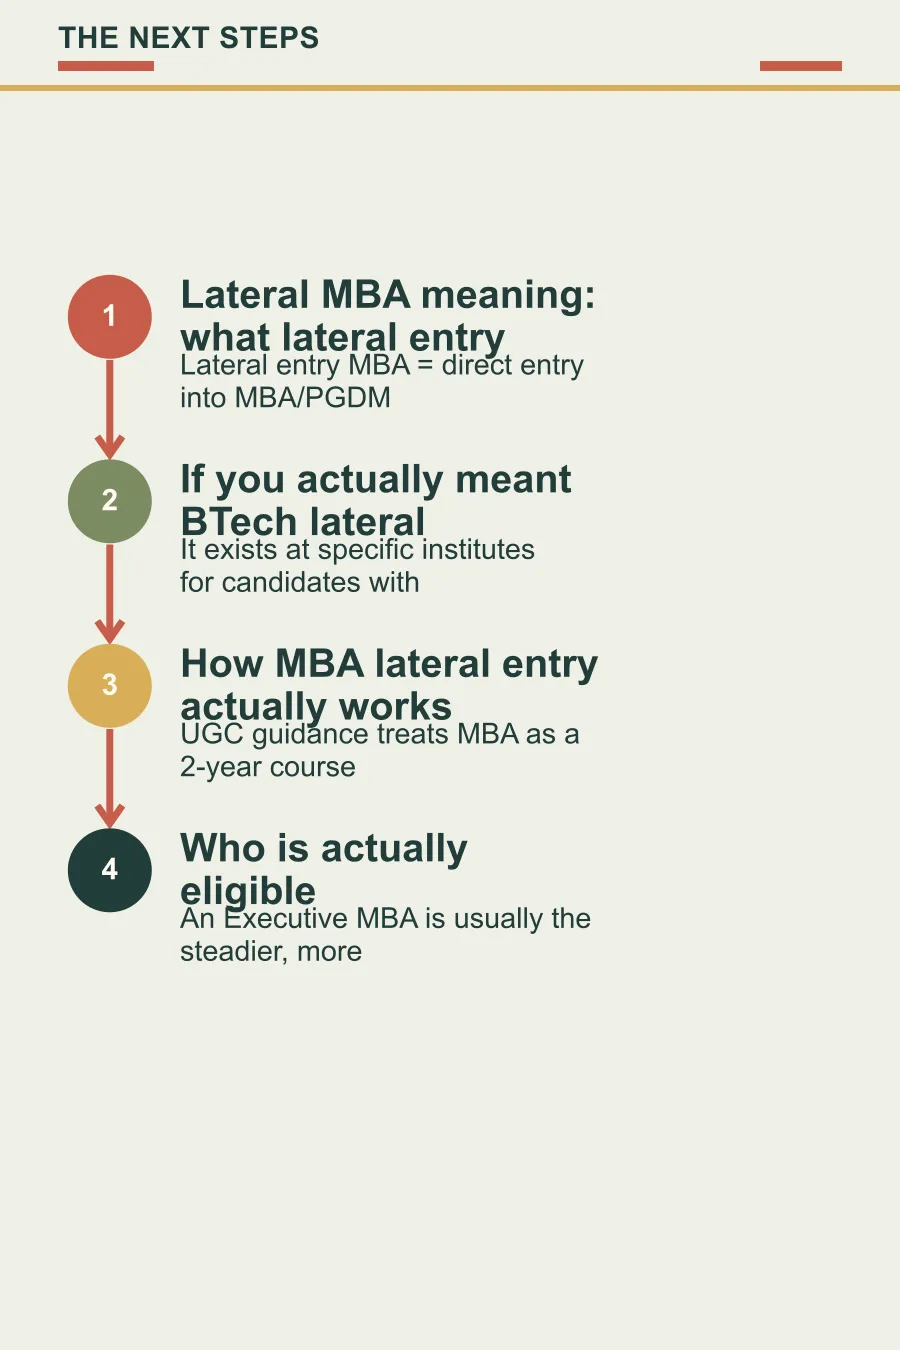 THE NEXT STEPS
1
Lateral MBA meaning:
what lateral entry
Lateral entry MBA = direct entry
into MBA/PGDM
2
If you actually meant
BTech lateral
It exists at specific institutes
for candidates with
3
How MBA lateral entry
actually works
UGC guidance treats MBA as a
2-year course
4
Who is actually
eligible
An Executive MBA is usually the
steadier, more